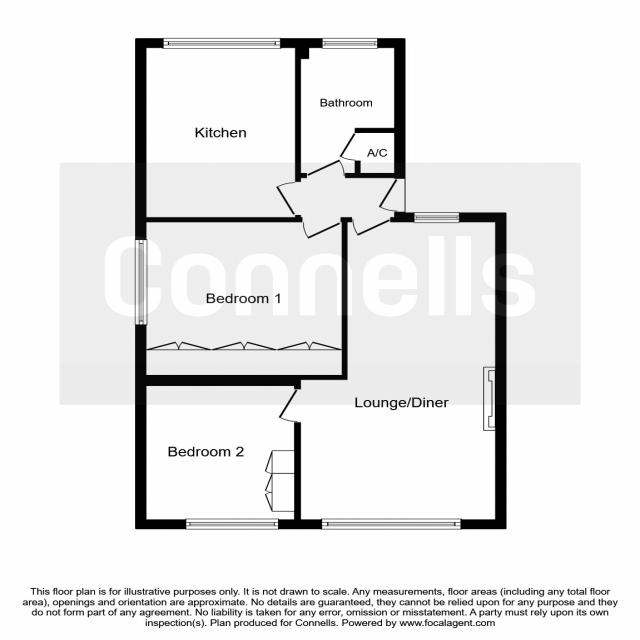 Bathroom
Kitchen
A/C
Connells
Bedroom 1
Lounge/Diner
Bedroom 2
This floor plan is for illustrative purposes only. It is not drawn to scale. Any measurements, floor areas (including any total floor
area), openings and orientation are approximate. No details are guaranteed, they cannot be relied upon for any purpose and they
do not form part of any agreement. No liability is taken for any error, omission or misstatement. A party must rely upon its own
inspection(s). Plan produced for Connells. Powered by www.focalagent.com